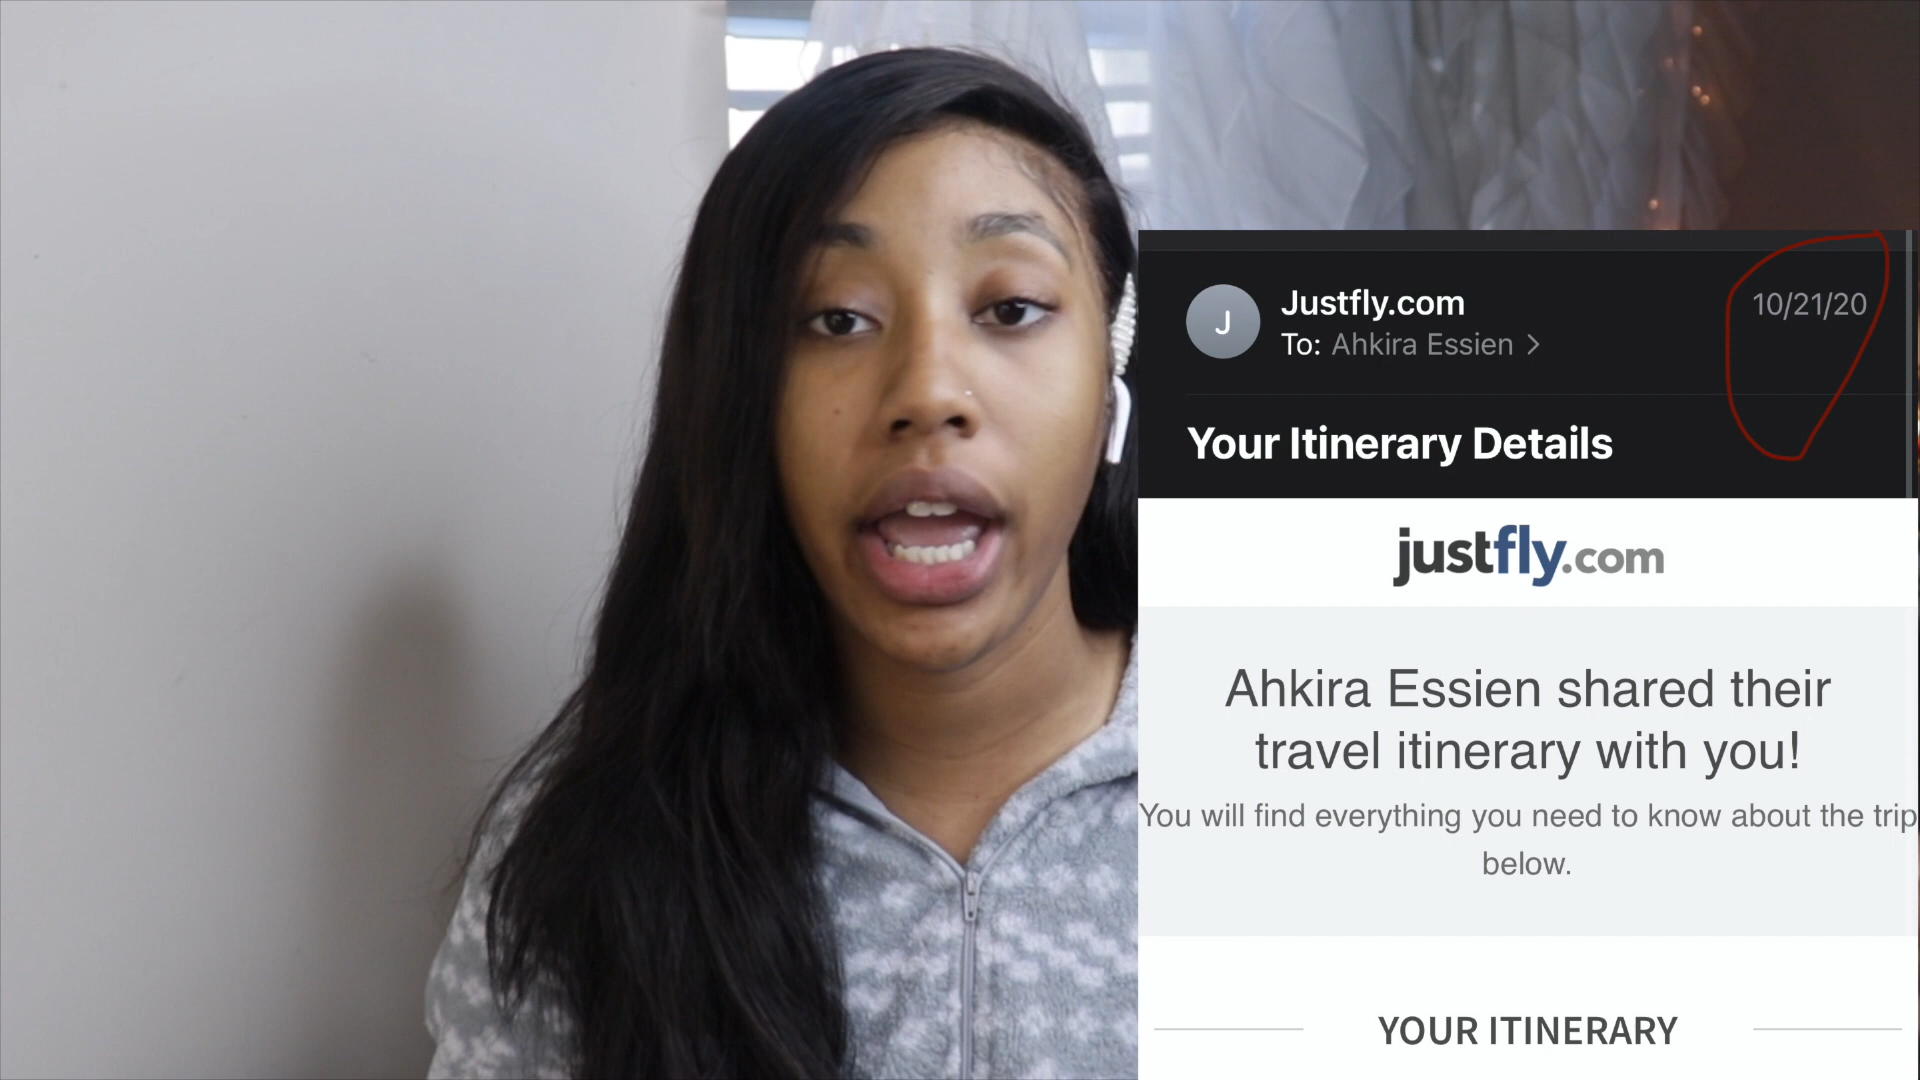 J
Justfly.com
10/21/20
To: Ahkira Essien >
Your Itinerary Details
justfly.com
Ahkira Essien shared their
travel itinerary with you!
You will find everything you need to know about the trip
below.
YOUR ITINERARY